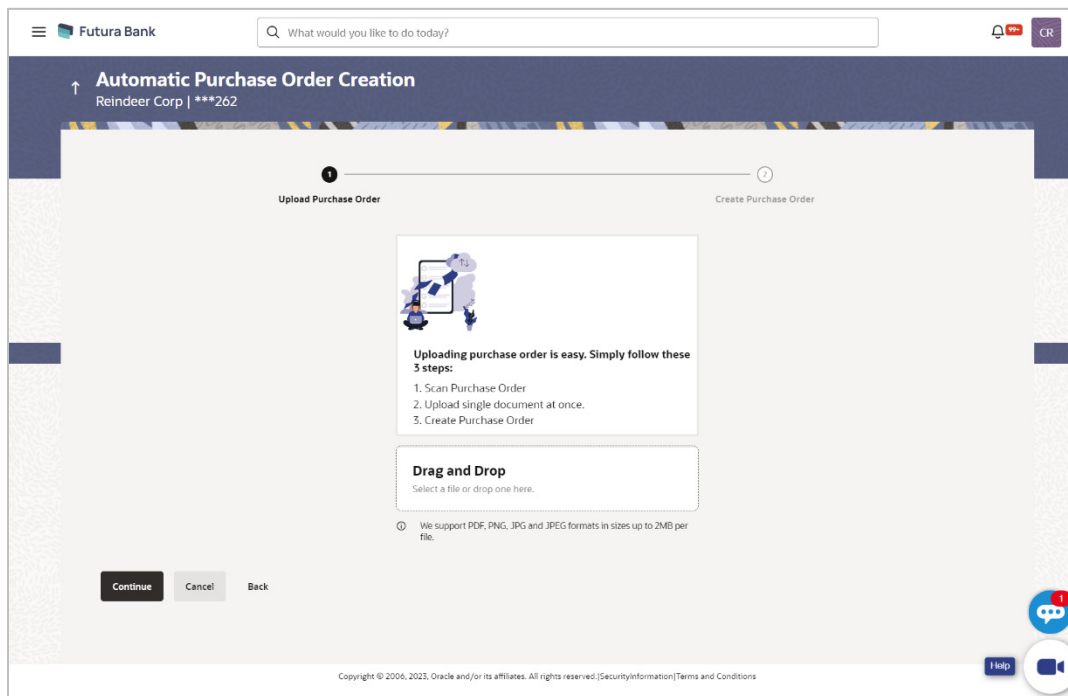 Futura Bank
What would you like to do today?
99+
CR
Automatic Purchase Order Creation
Reindeer Corp | ***262
1
2
Upload Purchase Order
Create Purchase Order
Uploading purchase order is easy. Simply follow these
3 steps:
1. Scan Purchase Order
2. Upload single document at once.
3. Create Purchase Order
Drag and Drop
Select a file or drop one here.
We support PDF, PNG, JPG and JPEG formats in sizes up to 2MB per
file.
Continue
Cancel
Back
1
Help
Copyright © 2006, 2023, Oracle and/or its affiliates. All rights reserved.|SecurityInformation|Terms and Conditions